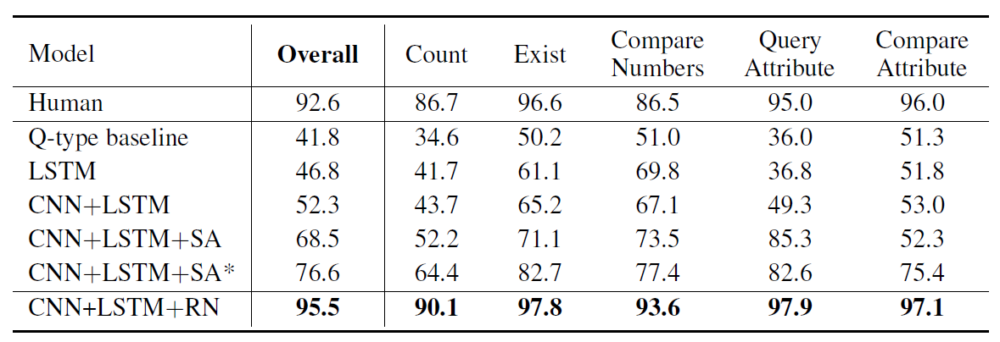 Model Overall Count Exist Compare Numbers Query Attribute Compare Attribute
Human 92.6 86.7 96.6 86.5 95.0 96.0
Q-type baseline 41.8 34.6 50.2 51.0 36.0 51.3
LSTM 46.8 41.7 61.1 69.8 36.8 51.8
CNN+LSTM 52.3 43.7 65.2 67.1 49.3 53.0
CNN+LSTM+SA 68.5 52.2 71.1 73.5 85.3 52.3
CNN+LSTM+SA* 76.6 64.4 82.7 77.4 82.6 75.4
CNN+LSTM+RN 95.5 90.1 97.8 93.6 97.9 97.1